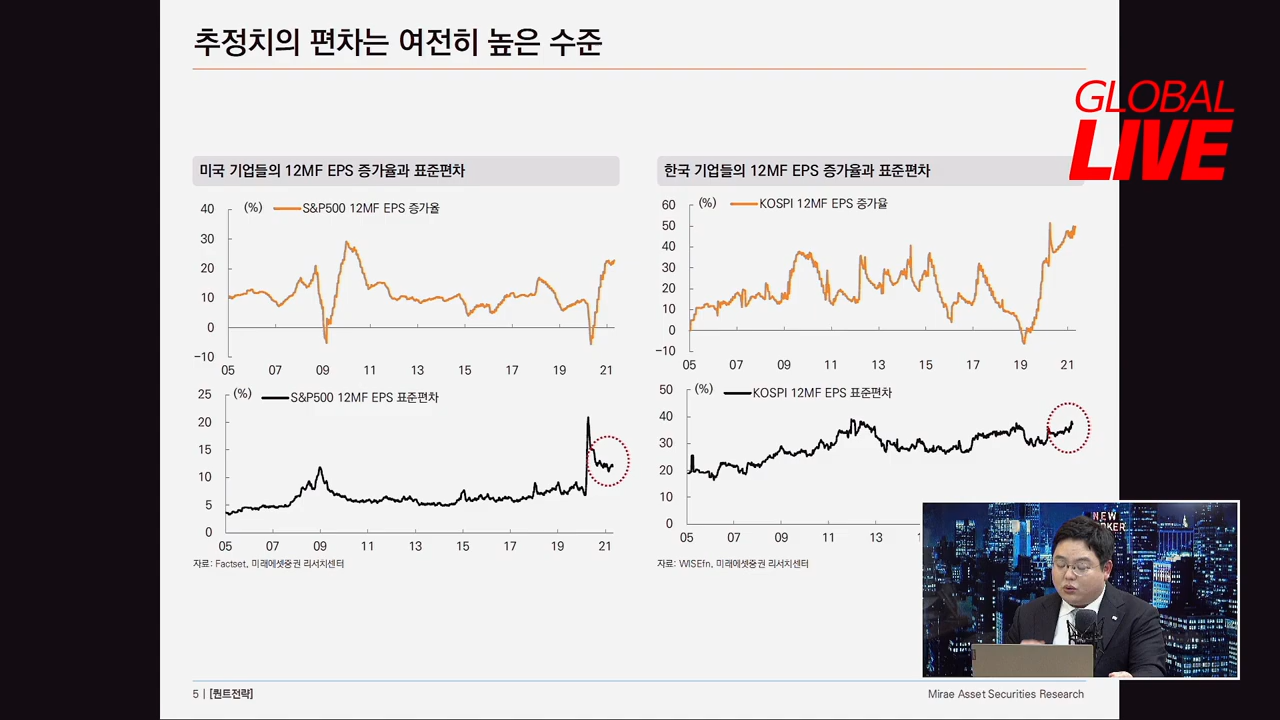 추정치의 편차는 여전히 높은 수준
GLOBAL
LIVE
미국 기업들의 12MF EPS 증가율과 표준편차
(%)
S&P500 12MF EPS 증가율
40
30
20
10
0
-10
05 07 09 11 13 15 17 19 21
(%)
S&P500 12MF EPS 표준편차
25
20
15
10
5
0
05 07 09 11 13 15 17 19 21
자료: Factset, 미래에셋증권 리서치센터
한국 기업들의 12MF EPS 증가율과 표준편차
(%)
KOSPI 12MF EPS 증가율
60
50
40
30
20
10
0
-10
05 07 09 11 13 15 17 19 21
(%)
KOSPI 12MF EPS 표준편차
50
40
30
20
10
0
05 07 09 11 13
자료: WISEfn, 미래에셋증권 리서치센터
NEW
5 | [퀀트전략]
Mirae Asset Securities Research